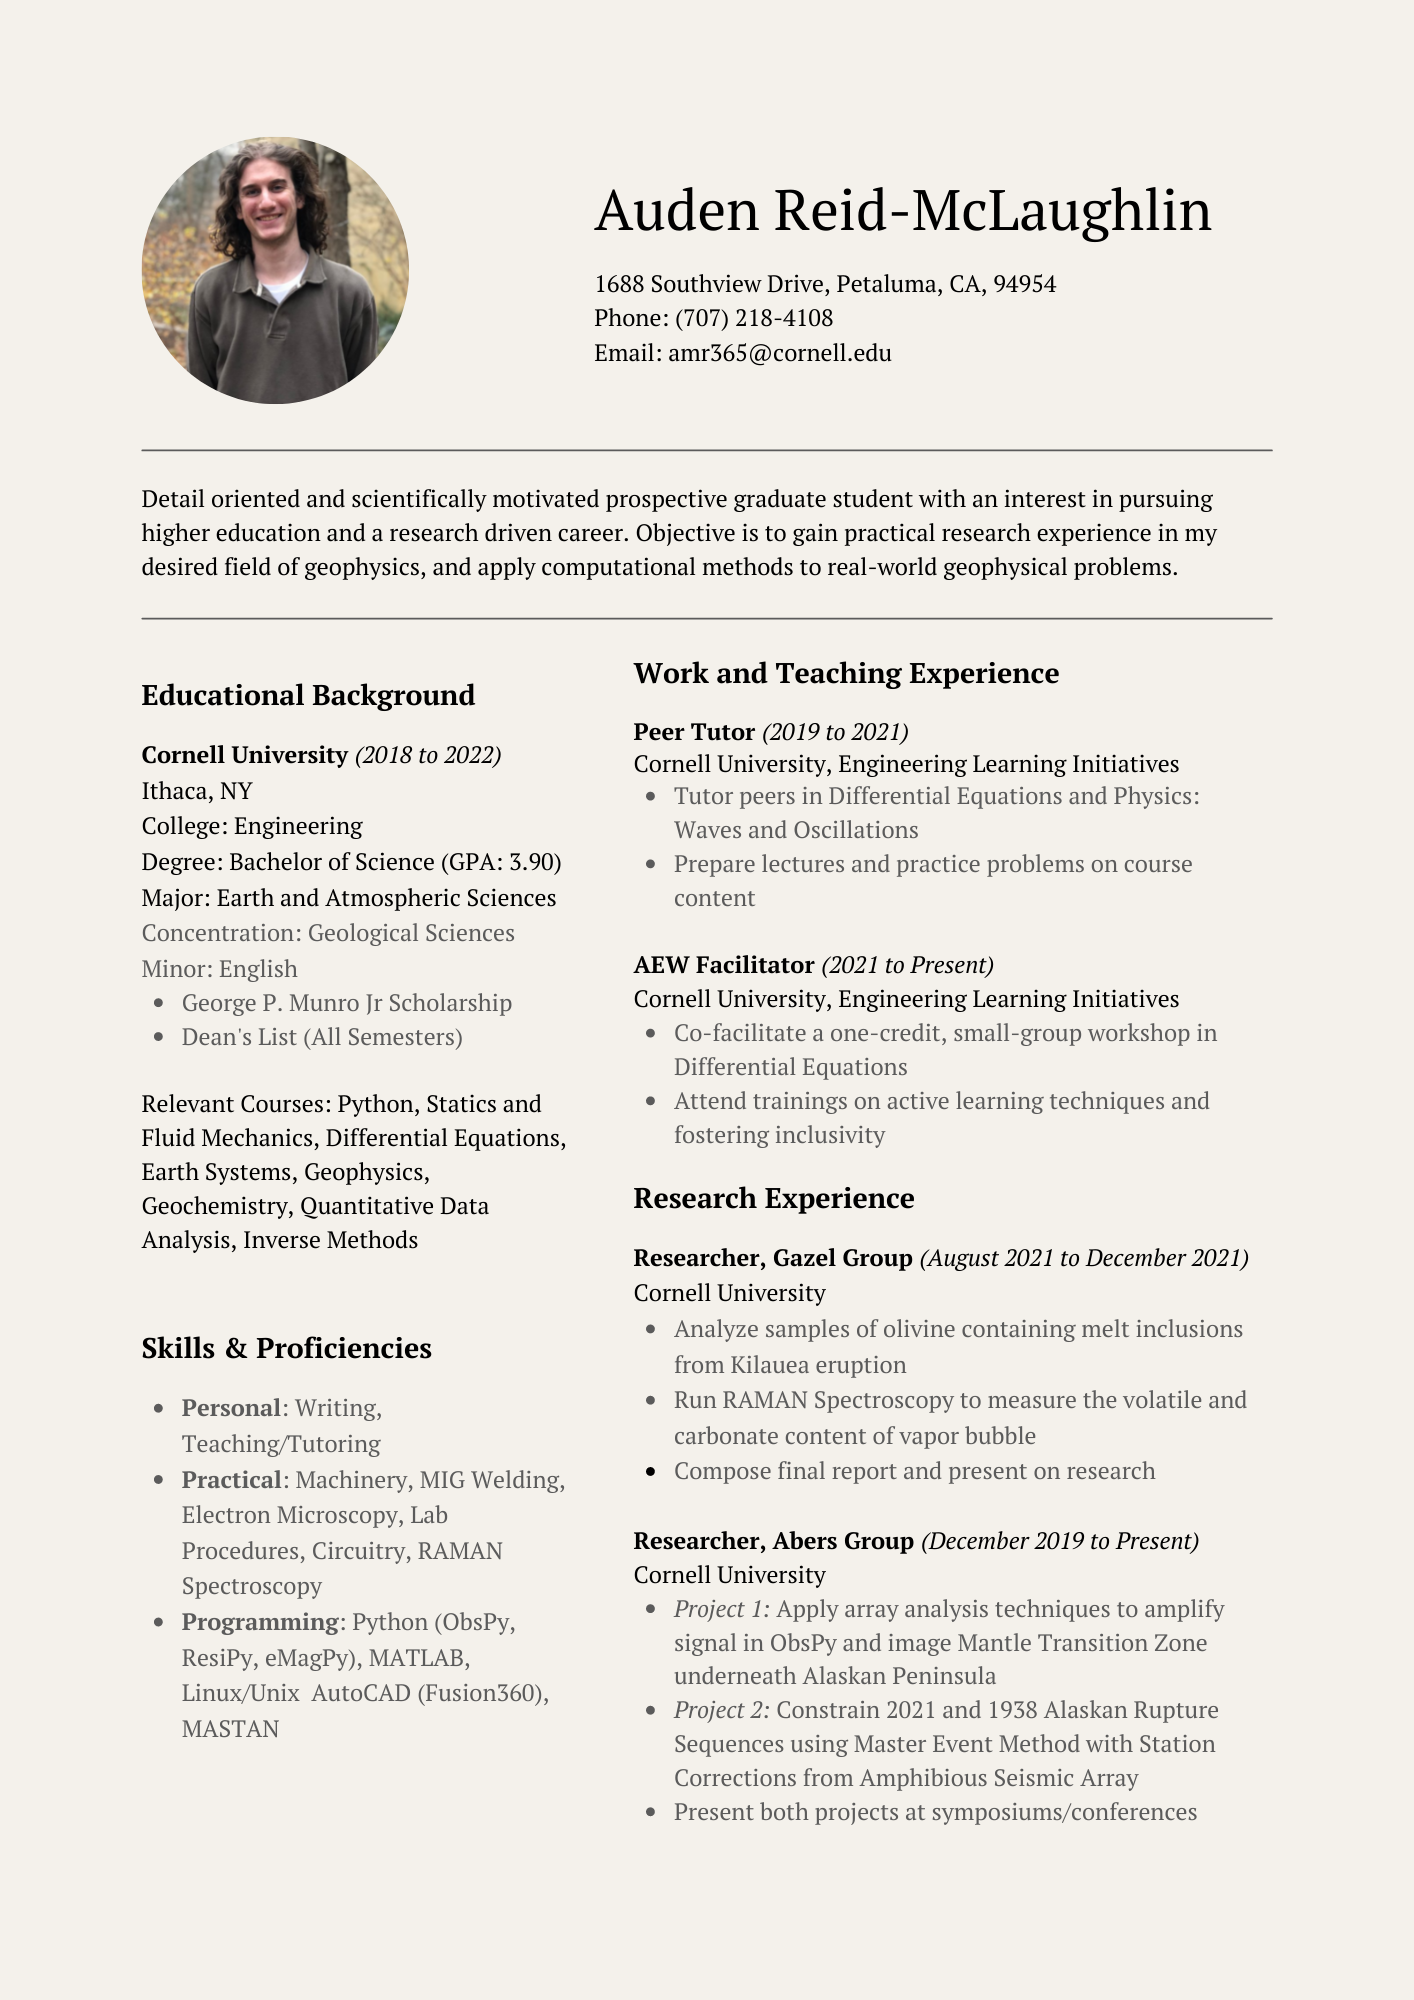 Auden Reid-McLaughlin
1688 Southview Drive, Petaluma, CA, 94954
Phone: (707) 218-4108
Email: amr365@cornell.edu
Detail oriented and scientifically motivated prospective graduate student with an interest in pursuing
higher education and a research driven career. Objective is to gain practical research experience in my
desired field of geophysics, and apply computational methods to real-world geophysical problems.
Educational Background
Cornell University (2018 to 2022)
Ithaca, NY
College: Engineering
Degree: Bachelor of Science (GPA: 3.90)
Major: Earth and Atmospheric Sciences
Concentration: Geological Sciences
Minor: English
• George P. Munro Jr Scholarship
• Dean's List (All Semesters)
Relevant Courses: Python, Statics and
Fluid Mechanics, Differential Equations,
Earth Systems, Geophysics,
Geochemistry, Quantitative Data
Analysis, Inverse Methods
Skills & Proficiencies
• Personal: Writing,
Teaching/Tutoring
• Practical: Machinery, MIG Welding,
Electron Microscopy, Lab
Procedures, Circuitry, RAMAN
Spectroscopy
• Programming: Python (ObsPy,
ResiPy, eMagPy), MATLAB,
Linux/Unix  AutoCAD (Fusion360),
MASTAN
Work and Teaching Experience
Peer Tutor (2019 to 2021)
Cornell University, Engineering Learning Initiatives
• Tutor peers in Differential Equations and Physics:
Waves and Oscillations
• Prepare lectures and practice problems on course
content
AEW Facilitator (2021 to Present)
Cornell University, Engineering Learning Initiatives
• Co-facilitate a one-credit, small-group workshop in
Differential Equations
• Attend trainings on active learning techniques and
fostering inclusivity
Research Experience
Researcher, Gazel Group (August 2021 to December 2021)
Cornell University
• Analyze samples of olivine containing melt inclusions
from Kilauea eruption
• Run RAMAN Spectroscopy to measure the volatile and
carbonate content of vapor bubble
• Compose final report and present on research
Researcher, Abers Group (December 2019 to Present)
Cornell University
• Project 1: Apply array analysis techniques to amplify
signal in ObsPy and image Mantle Transition Zone
underneath Alaskan Peninsula
• Project 2: Constrain 2021 and 1938 Alaskan Rupture
Sequences using Master Event Method with Station
Corrections from Amphibious Seismic Array
• Present both projects at symposiums/conferences